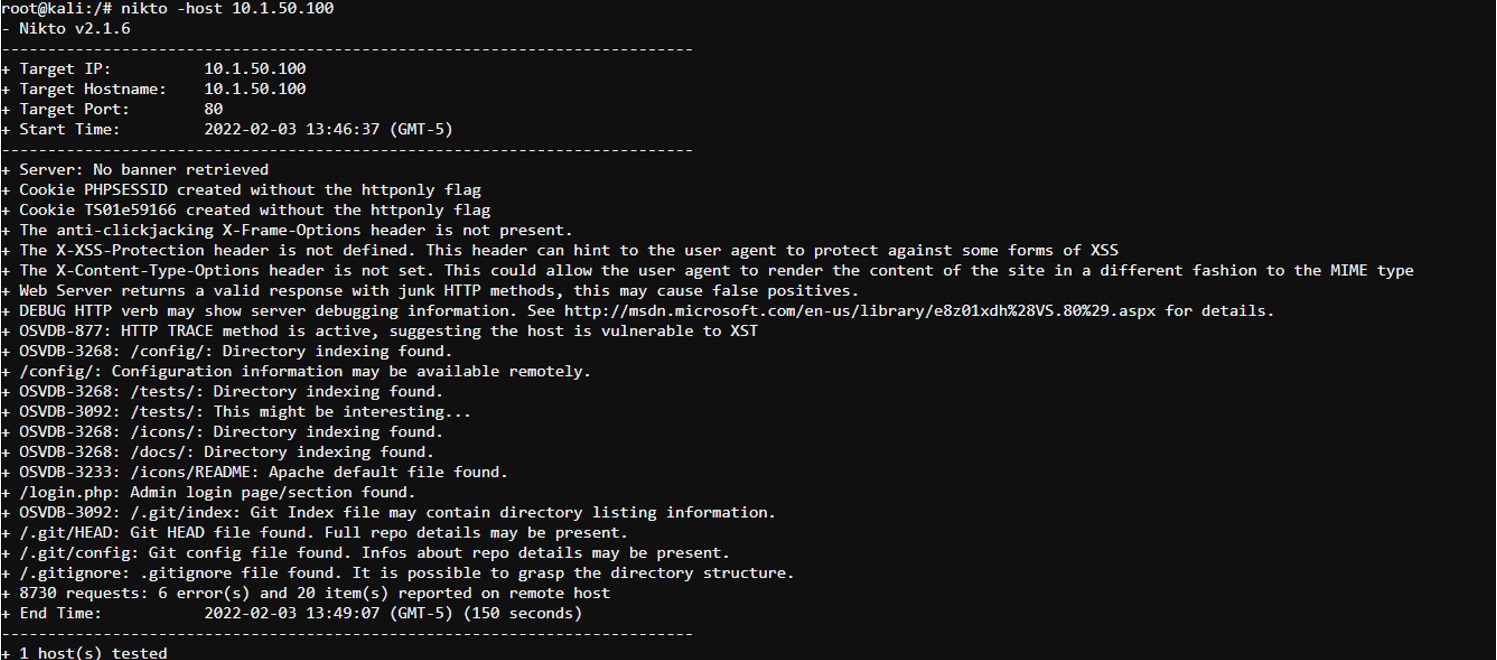 root@kali:/# nikto -host 10.1.50.100
- Nikto v2.1.6
---------------------------------------------------------------------------
+ Target IP:          10.1.50.100
+ Target Hostname:    10.1.50.100
+ Target Port:        80
+ Start Time:         2022-02-03 13:46:37 (GMT-5)
---------------------------------------------------------------------------
+ Server: No banner retrieved
+ Cookie PHPSESSID created without the httponly flag
+ Cookie TS01e59166 created without the httponly flag
+ The anti-clickjacking X-Frame-Options header is not present.
+ The X-XSS-Protection header is not defined. This header can hint to the user agent to protect against some forms of XSS
+ The X-Content-Type-Options header is not set. This could allow the user agent to render the content of the site in a different fashion to the MIME type
+ Web Server returns a valid response with junk HTTP methods, this may cause false positives.
+ DEBUG HTTP verb may show server debugging information. See http://msdn.microsoft.com/en-us/library/e8z01xdh%28VS.80%29.aspx for details.
+ OSVDB-877: HTTP TRACE method is active, suggesting the host is vulnerable to XST
+ OSVDB-3268: /config/: Directory indexing found.
+ /config/: Configuration information may be available remotely.
+ OSVDB-3268: /tests/: Directory indexing found.
+ OSVDB-3092: /tests/: This might be interesting...
+ OSVDB-3268: /icons/: Directory indexing found.
+ OSVDB-3268: /docs/: Directory indexing found.
+ OSVDB-3233: /icons/README: Apache default file found.
+ /login.php: Admin login page/section found.
+ OSVDB-3092: /.git/index: Git Index file may contain directory listing information.
+ /.git/HEAD: Git HEAD file found. Full repo details may be present.
+ /.git/config: Git config file found. Infos about repo details may be present.
+ /.gitignore: .gitignore file found. It is possible to grasp the directory structure.
+ 8730 requests: 6 error(s) and 20 item(s) reported on remote host
+ End Time:           2022-02-03 13:49:07 (GMT-5) (150 seconds)
---------------------------------------------------------------------------
+ 1 host(s) tested